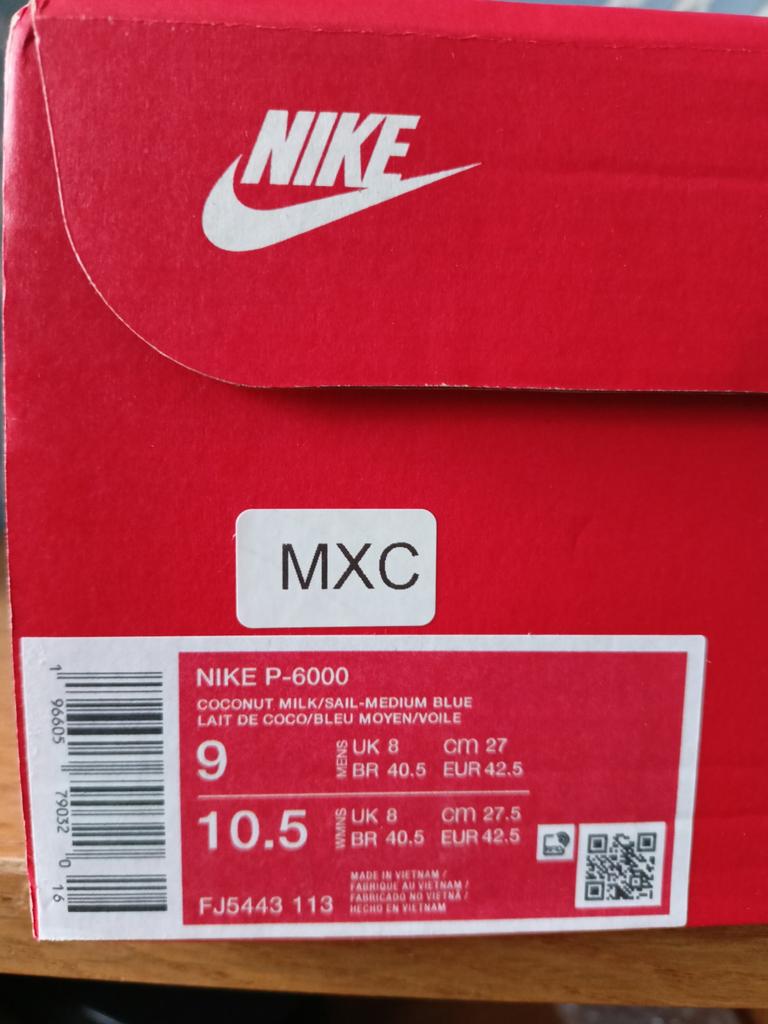 NIKE
MXC
NIKE P-6000
COCONUT MILK/SAIL-MEDIUM BLUE
LAIT DE COCO/BLEU MOYEN/VOILE
9 MENS UK 8 CM 27
BR 40.5 EUR 42.5
10.5 WMNS UK 8 CM 27.5
BR 40.5 EUR 42.5
FJ5443 113
MADE IN VIETNAM /
FABRIQUE AU VIETNAM /
FABRICADO NO VIETNÃ /
HECHO EN VIETNAM
1 96605 79032 0 16